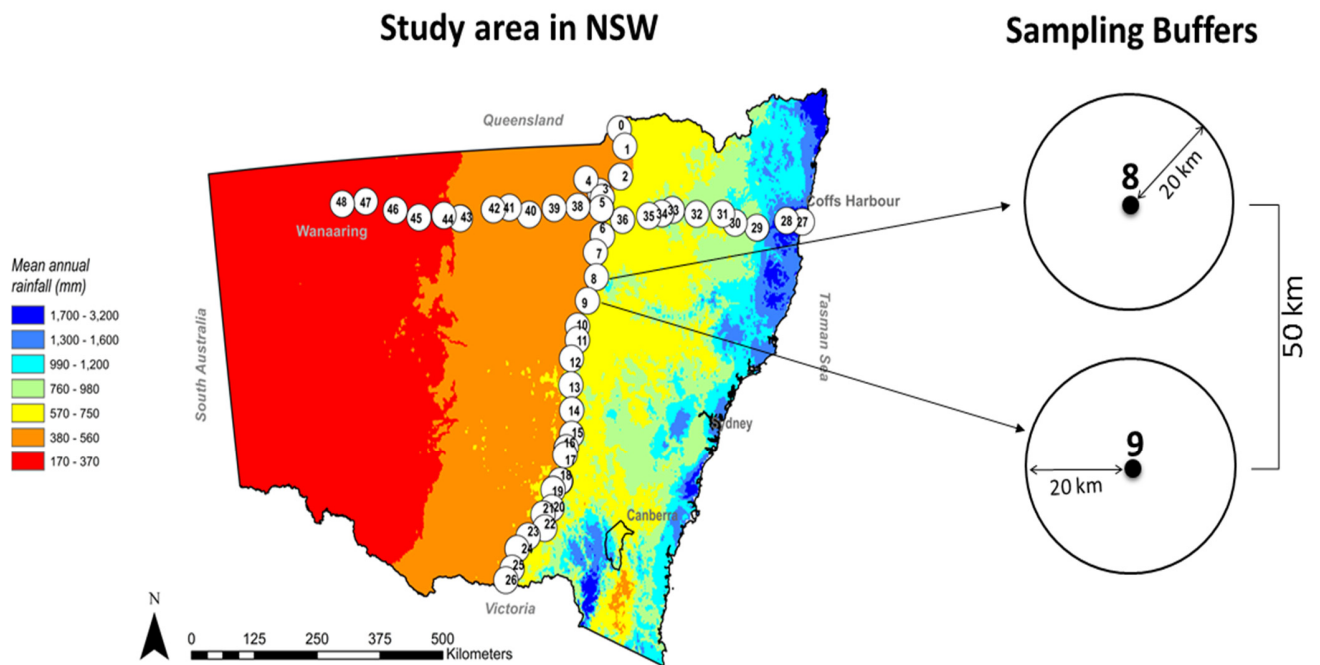 Study area in NSW
Sampling Buffers
Queensland
0
1
2
4
3
5
48
47
46
45
44
43
42
41
40
39
38
36
35
34
33
32
31
30
29
28
27
Coffs Harbour
Wanaaring
6
7
8
9
10
11
12
13
14
15
16
17
18
19
20
21
22
23
24
25
26
Mean annual
rainfall (mm)
1,700 - 3,200
1,300 - 1,600
990 - 1,200
760 - 980
570 - 750
380 - 560
170 - 370
South Australia
Tasman Sea
Sydney
Canberra
Victoria
N
0 125 250 375 500
Kilometers
8
20 km
50 km
9
20 km